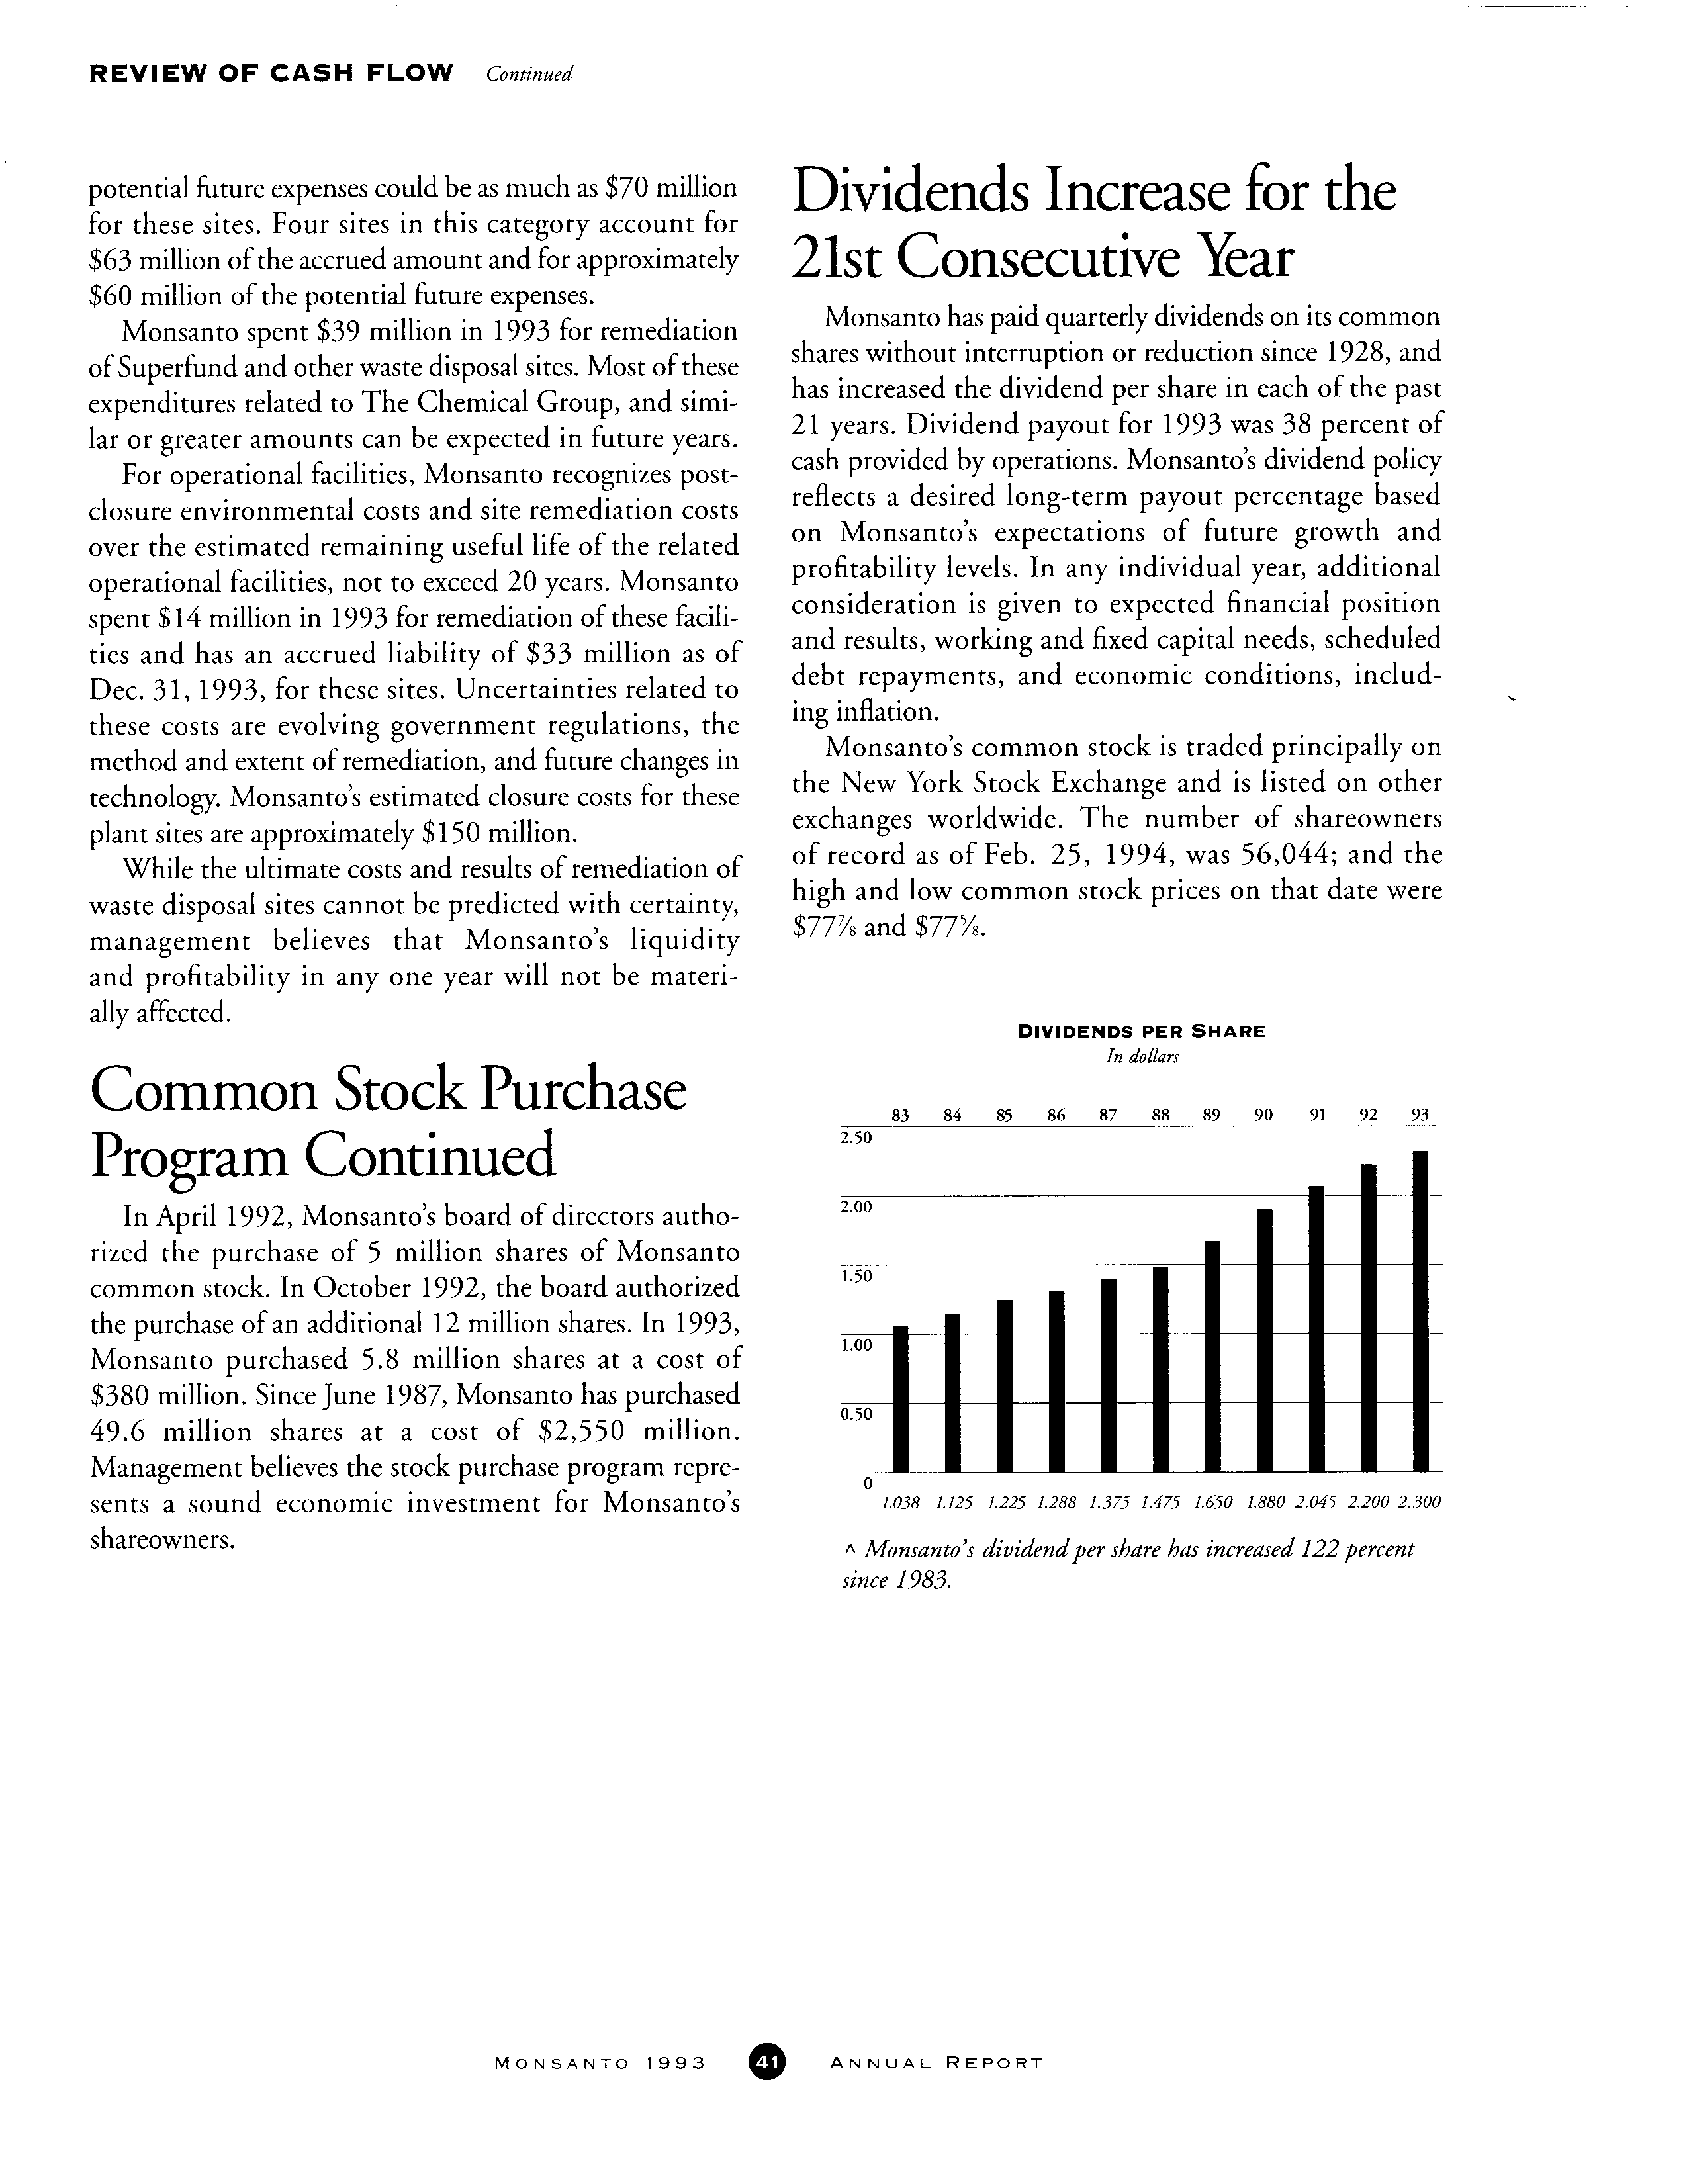 REVIEW OF CASH FLOW Continued
potential future expenses could be as much as $70 million
for these sites. Four sites in this category account for
$63 million of the accrued amount and for approximately
$60 million of the potential future expenses.
Monsanto spent $39 million in 1993 for remediation
of Superfund and other waste disposal sites. Most of these
expenditures related to The Chemical Group, and simi-
lar or greater amounts can be expected in future years.
For operational facilities, Monsanto recognizes post-
closure environmental costs and site remediation costs
over the estimated remaining useful life of the related
operational facilities, not to exceed 20 years. Monsanto
spent $14 million in 1993 for remediation of these facili-
ties and has an accrued liability of $33 million as of
Dec. 31, 1993, for these sites. Uncertainties related to
these costs are evolving government regulations, the
method and extent of remediation, and future changes in
technology. Monsanto's estimated closure costs for these
plant sites are approximately $150 million.
While the ultimate costs and results of remediation of
waste disposal sites cannot be predicted with certainty,
management believes that Monsanto's liquidity
and profitability in any one year will not be materi-
ally affected.
Common Stock Purchase
Program Continued
In April 1992, Monsanto's board of directors autho-
rized the purchase of 5 million shares of Monsanto
common stock. In October 1992, the board authorized
the purchase of an additional 12 million shares. In 1993,
Monsanto purchased 5.8 million shares at a cost of
$380 million. Since June 1987, Monsanto has purchased
49.6 million shares at a cost of $2,550 million.
Management believes the stock purchase program repre-
sents a sound economic investment for Monsanto's
shareowners.
Dividends Increase for the
21st Consecutive Year
Monsanto has paid quarterly dividends on its common
shares without interruption or reduction since 1928, and
has increased the dividend per share in each of the past
21 years. Dividend payout for 1993 was 38 percent of
cash provided by operations. Monsanto's dividend policy
reflects a desired long-term payout percentage based
on Monsanto's expectations of future growth and
profitability levels. In any individual year, additional
consideration is given to expected financial position
and results, working and fixed capital needs, scheduled
debt repayments, and economic conditions, includ-
ing inflation.
Monsanto's common stock is traded principally on
the New York Stock Exchange and is listed on other
exchanges worldwide. The number of shareowners
of record as of Feb. 25, 1994, was 56,044; and the
high and low common stock prices on that date were
$77⅞ and $77⅝.
DIVIDENDS PER SHARE
In dollars
83 84 85 86 87 88 89 90 91 92 93
2.50
2.00
1.50
1.00
0.50
0
1.038 1.125 1.225 1.288 1.375 1.475 1.650 1.880 2.045 2.200 2.300
^ Monsanto's dividend per share has increased 122 percent
since 1983.
MONSANTO 1993 41 ANNUAL REPORT